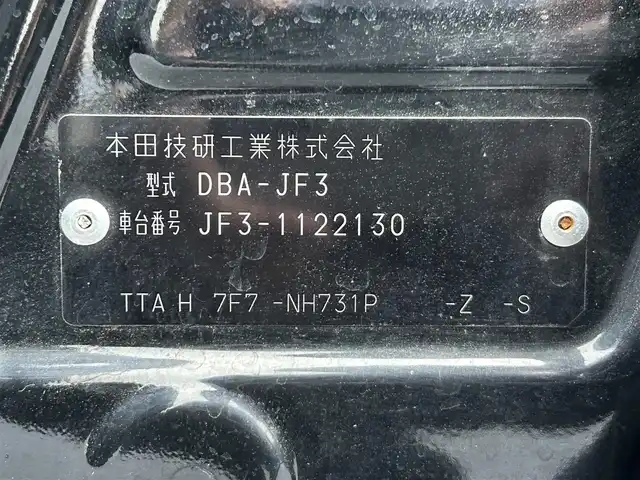 本田技研工業株式会社
型式 DBA-JF3
車台番号 JF3-1122130
TTA H 7F7 -NH731P -Z -S